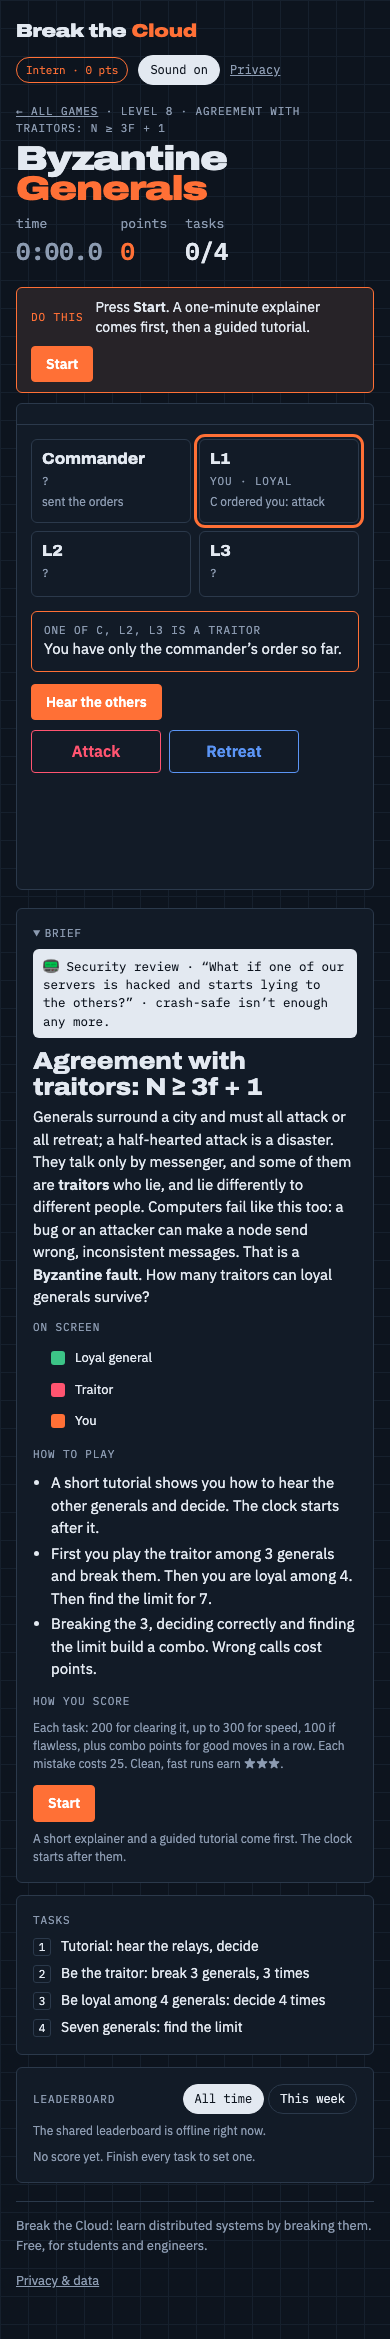 Break the Cloud
Intern · 0 pts
Sound on
Privacy
← ALL GAMES · LEVEL 8 · AGREEMENT WITH
TRAITORS: N ≥ 3F + 1
Byzantine
Generals
time
points
tasks
0:00.0
0
0/4
DO THIS
Press Start. A one-minute explainer
comes first, then a guided tutorial.
Start
Commander
?
sent the orders
L1
YOU · LOYAL
C ordered you: attack
L2
?
L3
?
ONE OF C, L2, L3 IS A TRAITOR
You have only the commander’s order so far.
Hear the others
Attack
Retreat
▼ BRIEF
Security review · “What if one of our
servers is hacked and starts lying to
the others?” · crash-safe isn’t enough
any more.
Agreement with
traitors: N ≥ 3f + 1
Generals surround a city and must all attack or
all retreat; a half-hearted attack is a disaster.
They talk only by messenger, and some of them
are traitors who lie, and lie differently to
different people. Computers fail like this too: a
bug or an attacker can make a node send
wrong, inconsistent messages. That is a
Byzantine fault. How many traitors can loyal
generals survive?
ON SCREEN
Loyal general
Traitor
You
HOW TO PLAY
• A short tutorial shows you how to hear the
other generals and decide. The clock starts
after it.
• First you play the traitor among 3 generals
and break them. Then you are loyal among 4.
Then find the limit for 7.
• Breaking the 3, deciding correctly and finding
the limit build a combo. Wrong calls cost
points.
HOW YOU SCORE
Each task: 200 for clearing it, up to 300 for speed, 100 if
flawless, plus combo points for good moves in a row. Each
mistake costs 25. Clean, fast runs earn ★★★.
Start
A short explainer and a guided tutorial come first. The clock
starts after them.
TASKS
1 Tutorial: hear the relays, decide
2 Be the traitor: break 3 generals, 3 times
3 Be loyal among 4 generals: decide 4 times
4 Seven generals: find the limit
LEADERBOARD
All time
This week
The shared leaderboard is offline right now.
No score yet. Finish every task to set one.
Break the Cloud: learn distributed systems by breaking them.
Free, for students and engineers.
Privacy & data